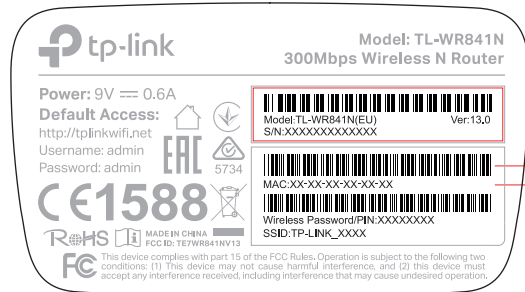 tp-link
Model: TL-WR841N
300Mbps Wireless N Router
Power: 9V ⎓ 0.6A
Default Access:
http://tplinkwifi.net
Username: admin
Password: admin
EAC
5734
CE1588
RoHS
MADE IN CHINA
FCC ID: TE7WR841NV13
Model:TL-WR841N(EU) Ver:13.0
S/N:XXXXXXXXXXXXX
MAC:XX-XX-XX-XX-XX-XX
Wireless Password/PIN:XXXXXXXX
SSID:TP-LINK_XXXX
FC This device complies with part 15 of the FCC Rules. Operation is subject to the following two
conditions: (1) This device may not cause harmful interference, and (2) this device must
accept any interference received, including interference that may cause undesired operation.